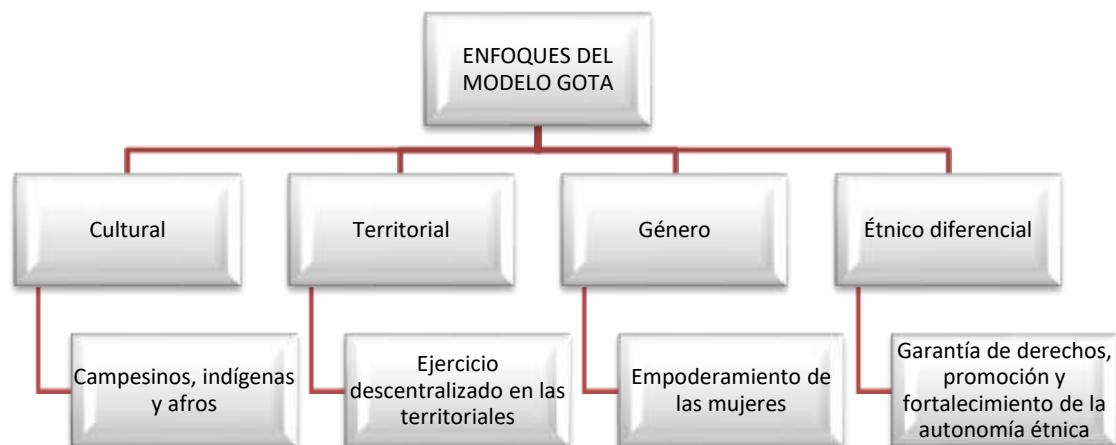 ENFOQUES DEL
MODELO GOTA
Cultural
Territorial
Género
Étnico diferencial
Campesinos, indígenas
y afros
Ejercicio
descentralizado en las
territoriales
Empoderamiento de
las mujeres
Garantía de derechos,
promoción y
fortalecimiento de la
autonomía étnica